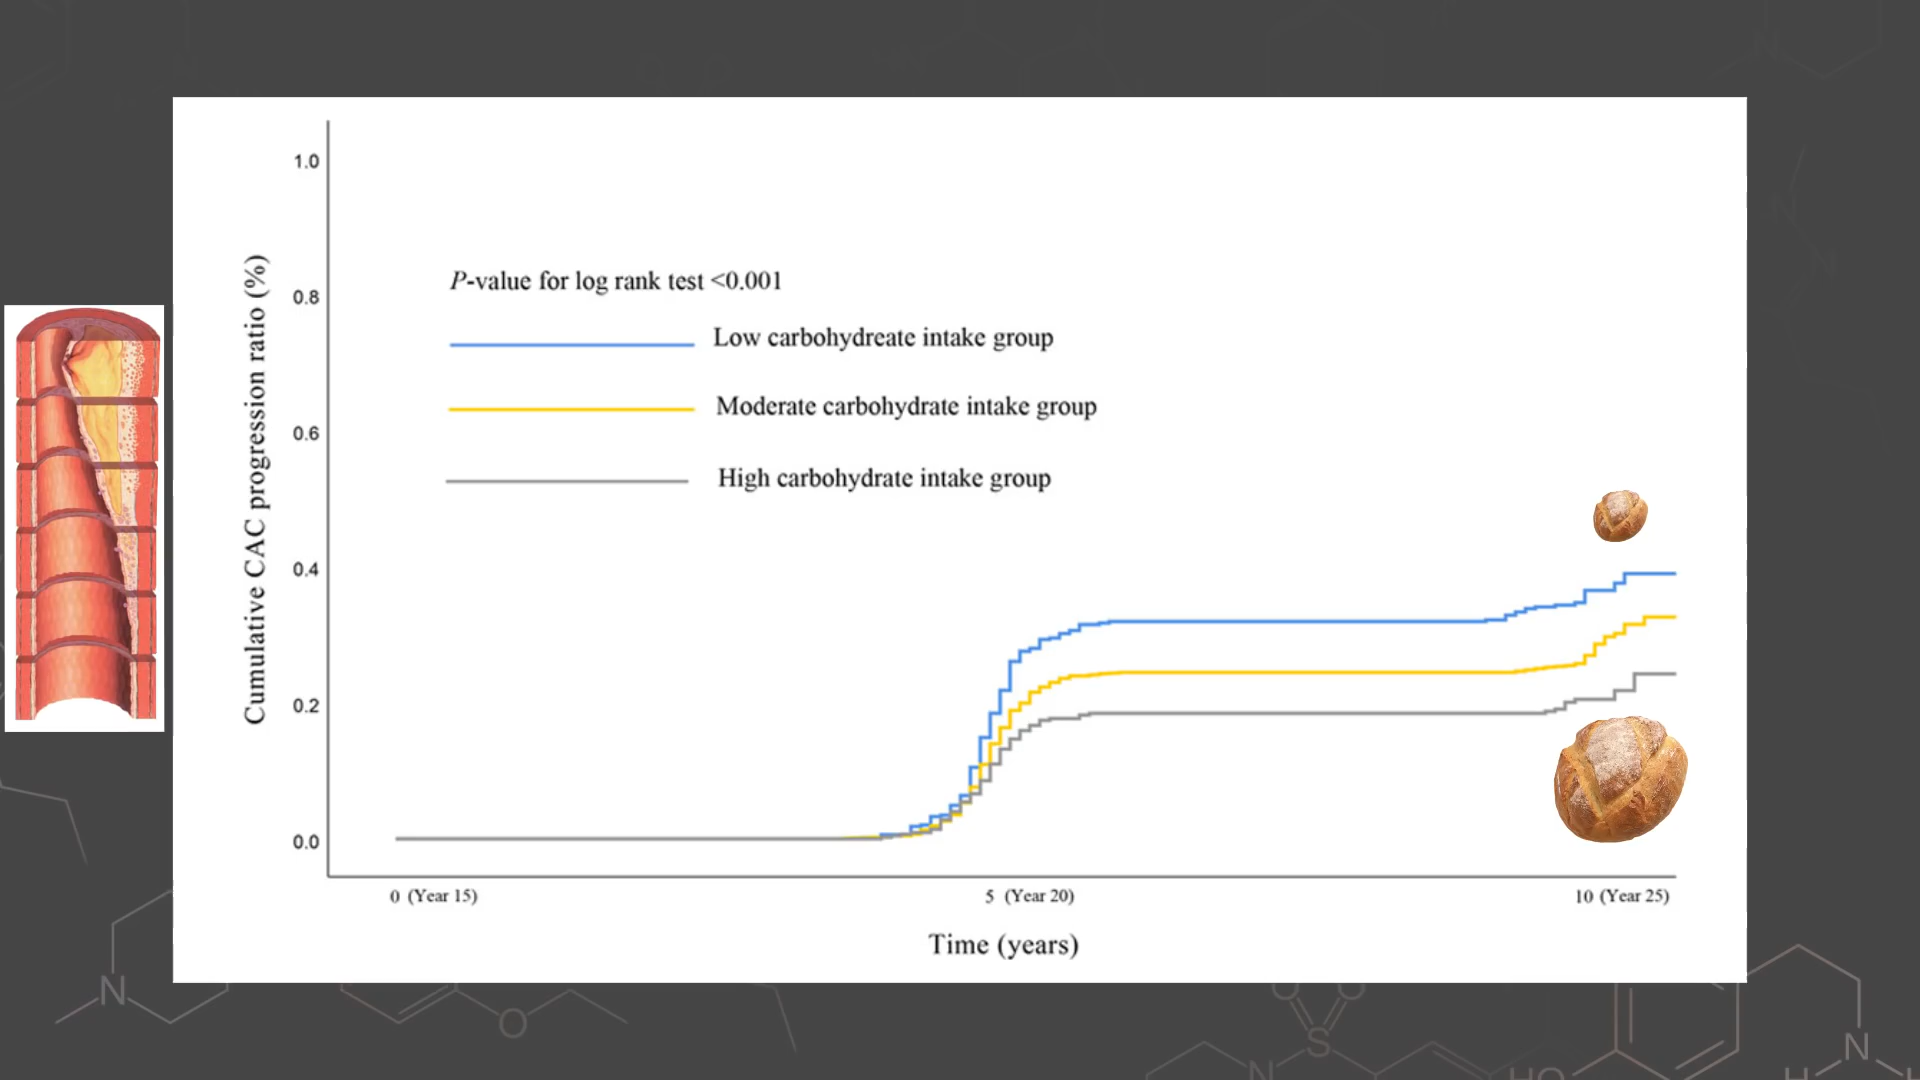 Cumulative CAC progression ratio (%)
1.0
0.8
0.6
0.4
0.2
0.0
P-value for log rank test <0.001
Low carbohydreate intake group
Moderate carbohydrate intake group
High carbohydrate intake group
0 (Year 15)
5 (Year 20)
10 (Year 25)
Time (years)
N
O
O
O
S
N
HO
N
H
H